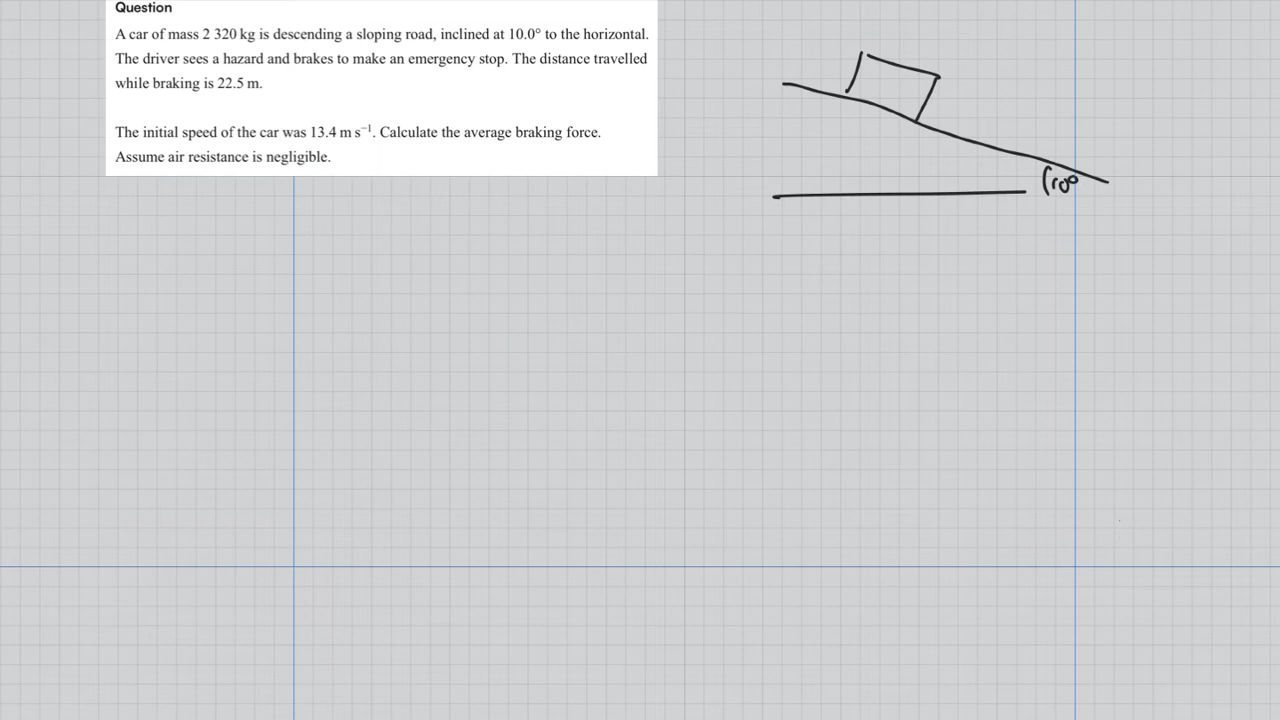 Question
A car of mass 2 320 kg is descending a sloping road, inclined at 10.0° to the horizontal.
The driver sees a hazard and brakes to make an emergency stop. The distance travelled
while braking is 22.5 m.
The initial speed of the car was 13.4 m s⁻¹. Calculate the average braking force.
Assume air resistance is negligible.